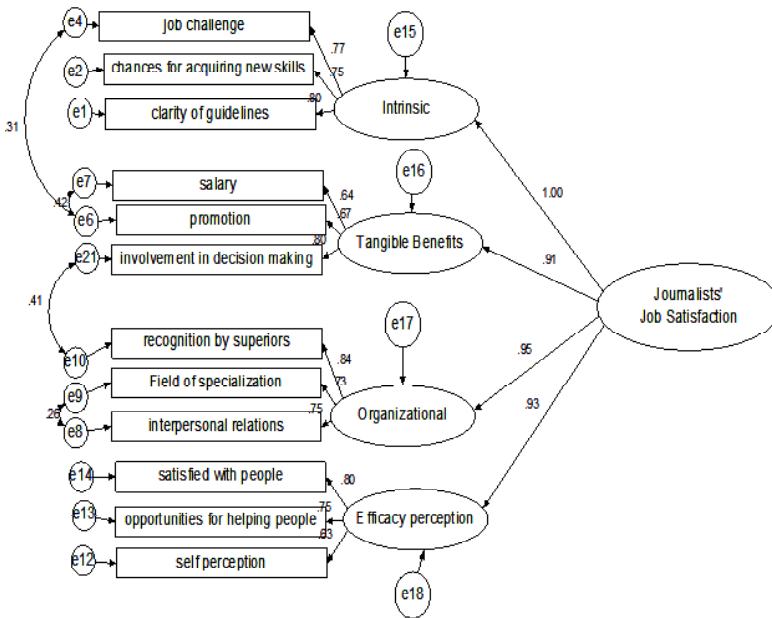 e4
job challenge
e15
.77
e2
chances for acquiring new skills
.75
Intrinsic
.80
e1
clarity of guidelines
.31
e7
salary
e16
1.00
.64
.42
e6
promotion
.67
Tangible Benefits
.80
e21
involvement in decision making
.91
Journalists'
Job Satisfaction
.41
e17
e10
recognition by superiors
.84
.95
e9
Field of specialization
.73
.93
.26
.75
Organizational
e8
interpersonal relations
e14
satisfied with people
.80
e13
opportunities for helping people
.75
Efficacy perception
.63
e12
self perception
e18